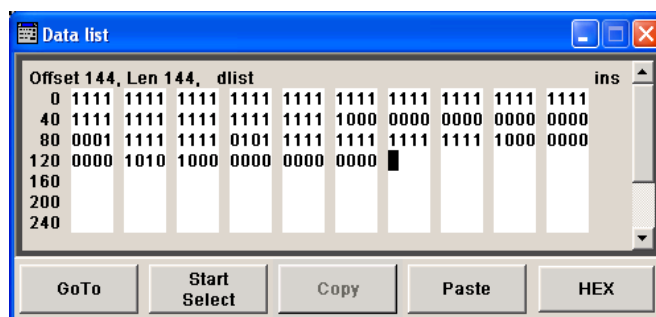 Data list
Offset 144, Len 144, dlist ins
0 1111 1111 1111 1111 1111 1111 1111 1111 1111 1111
40 1111 1111 1111 1111 1111 1000 0000 0000 0000 0000
80 0001 1111 1111 0101 1111 1111 1111 1111 1000 0000
120 0000 1010 1000 0000 0000 0000
160
200
240
GoTo Start Select Copy Paste HEX